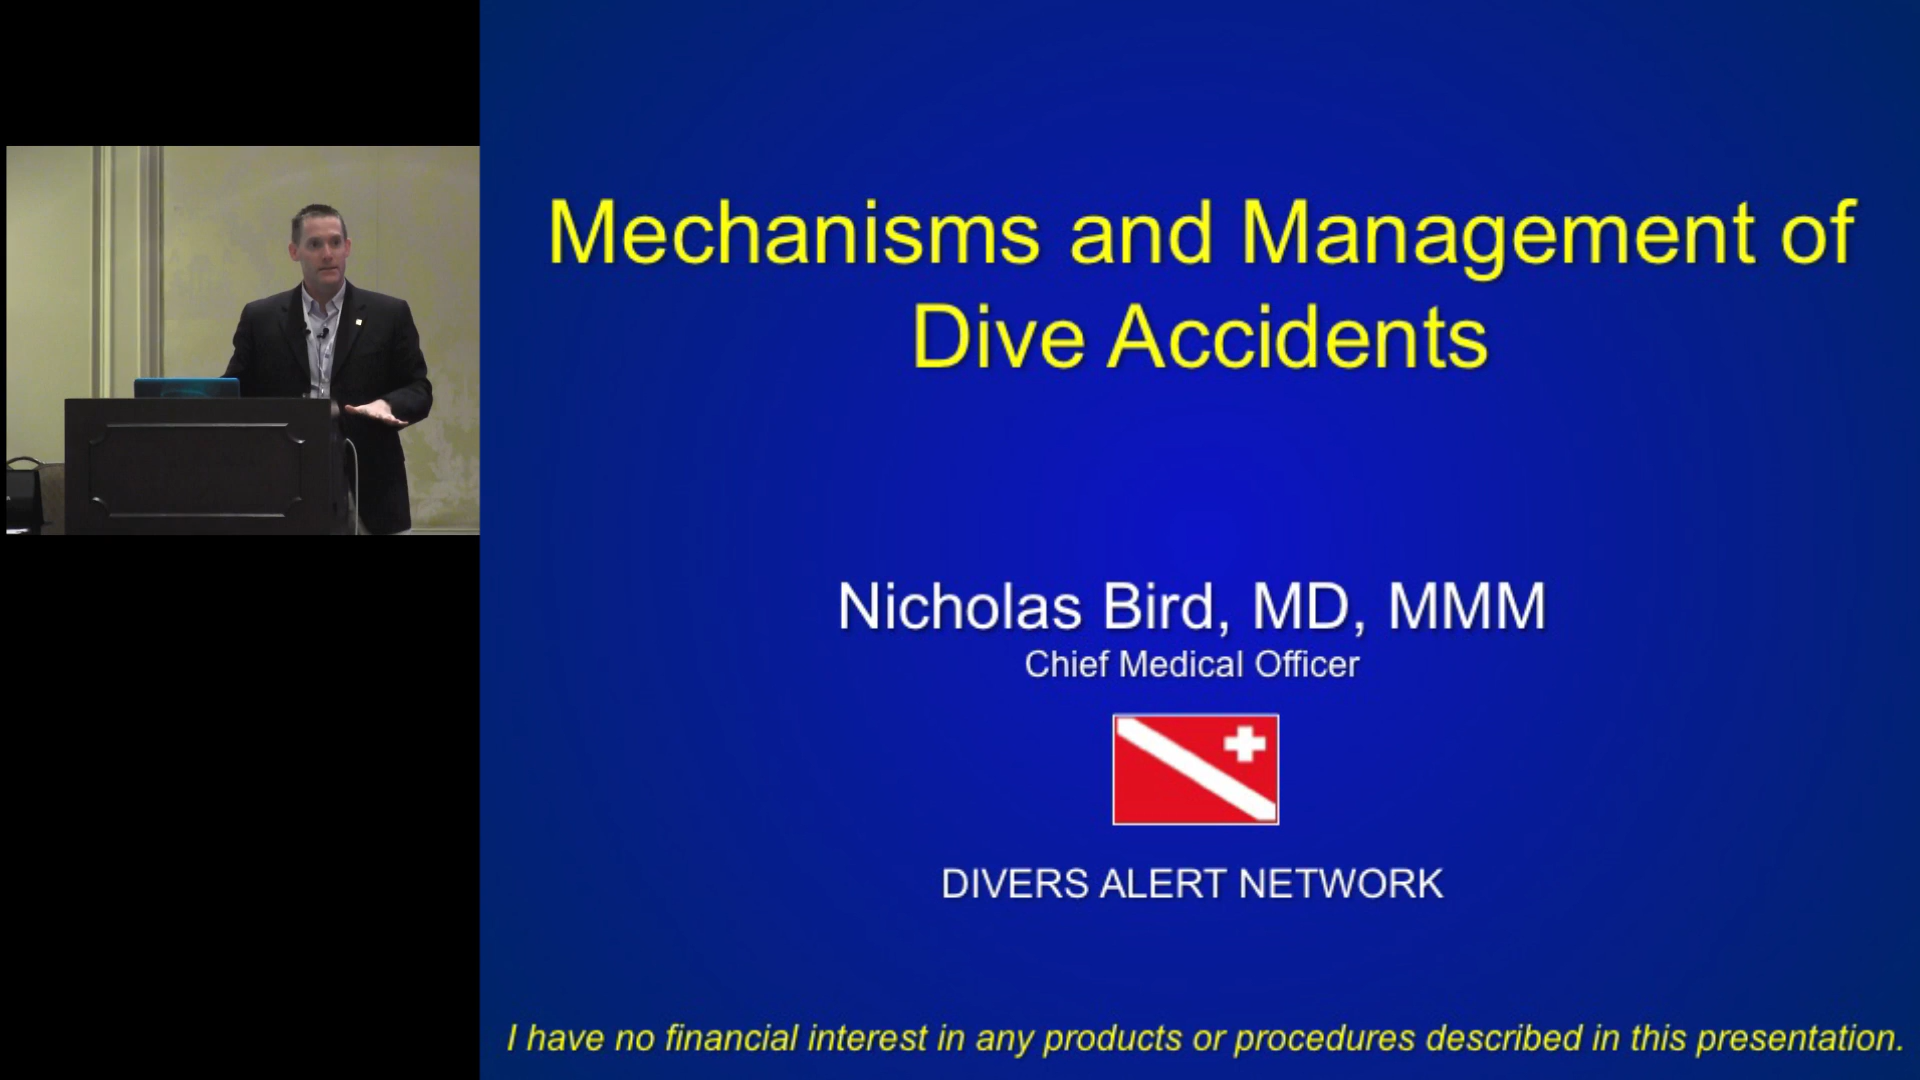 Mechanisms and Management of
Dive Accidents
Nicholas Bird, MD, MMM
Chief Medical Officer
DIVERS ALERT NETWORK
I have no financial interest in any products or procedures described in this presentation.